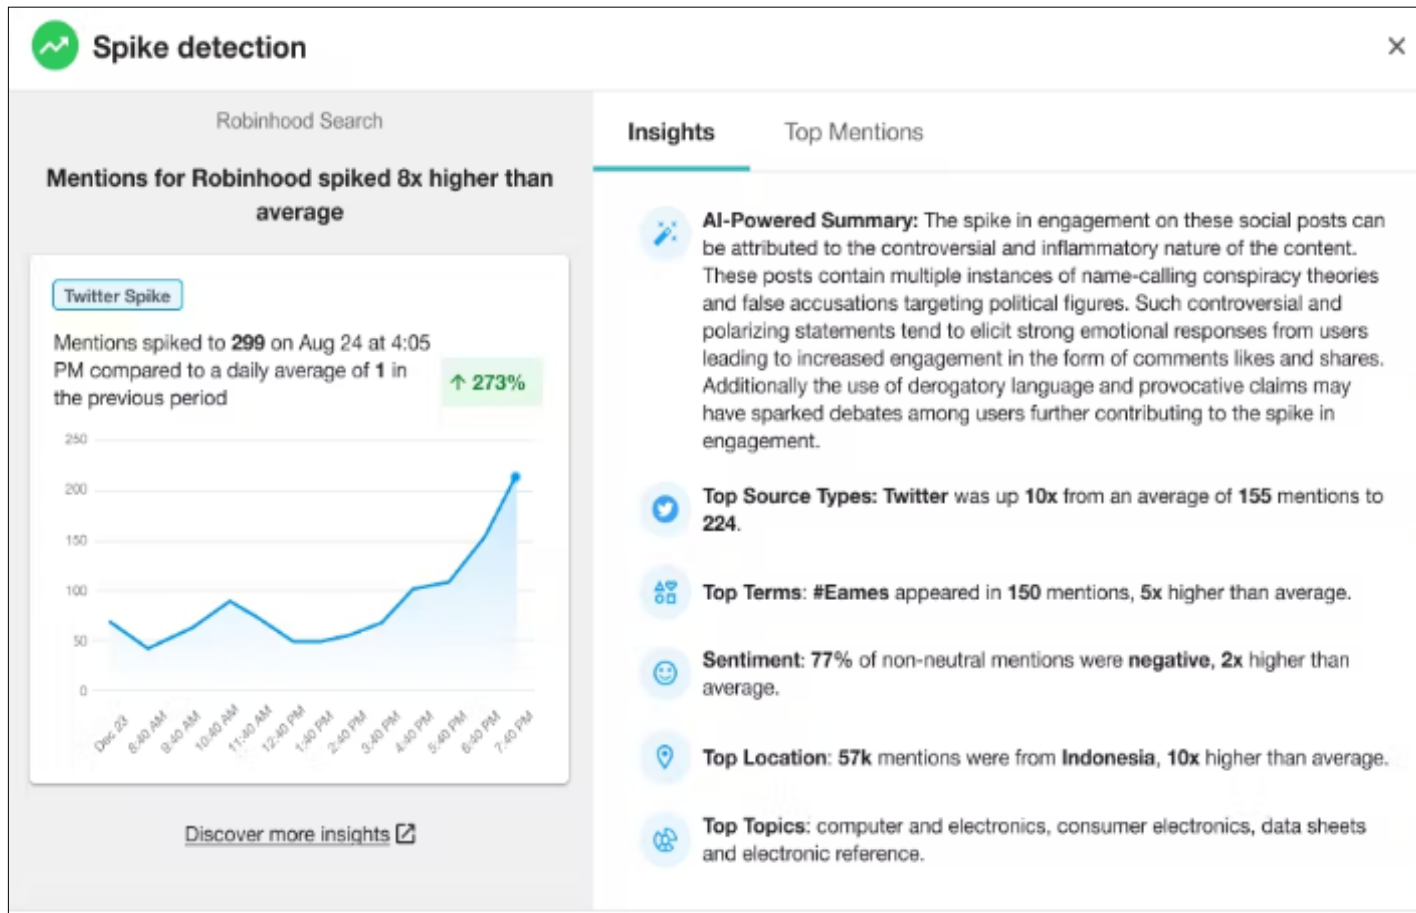 Spike detection
Robinhood Search
Mentions for Robinhood spiked 8x higher than
average
Twitter Spike
Mentions spiked to 299 on Aug 24 at 4:05
PM compared to a daily average of 1 in
the previous period
↑ 273%
250
200
150
100
50
0
Dec 23
8:40 AM
9:40 AM
10:40 AM
11:40 AM
12:40 PM
1:40 PM
2:40 PM
3:40 PM
4:40 PM
5:40 PM
6:40 PM
7:40 PM
Discover more insights
Insights
Top Mentions
AI-Powered Summary: The spike in engagement on these social posts can
be attributed to the controversial and inflammatory nature of the content.
These posts contain multiple instances of name-calling conspiracy theories
and false accusations targeting political figures. Such controversial and
polarizing statements tend to elicit strong emotional responses from users
leading to increased engagement in the form of comments likes and shares.
Additionally the use of derogatory language and provocative claims may
have sparked debates among users further contributing to the spike in
engagement.
Top Source Types: Twitter was up 10x from an average of 155 mentions to
224.
Top Terms: #Eames appeared in 150 mentions, 5x higher than average.
Sentiment: 77% of non-neutral mentions were negative, 2x higher than
average.
Top Location: 57k mentions were from Indonesia, 10x higher than average.
Top Topics: computer and electronics, consumer electronics, data sheets
and electronic reference.